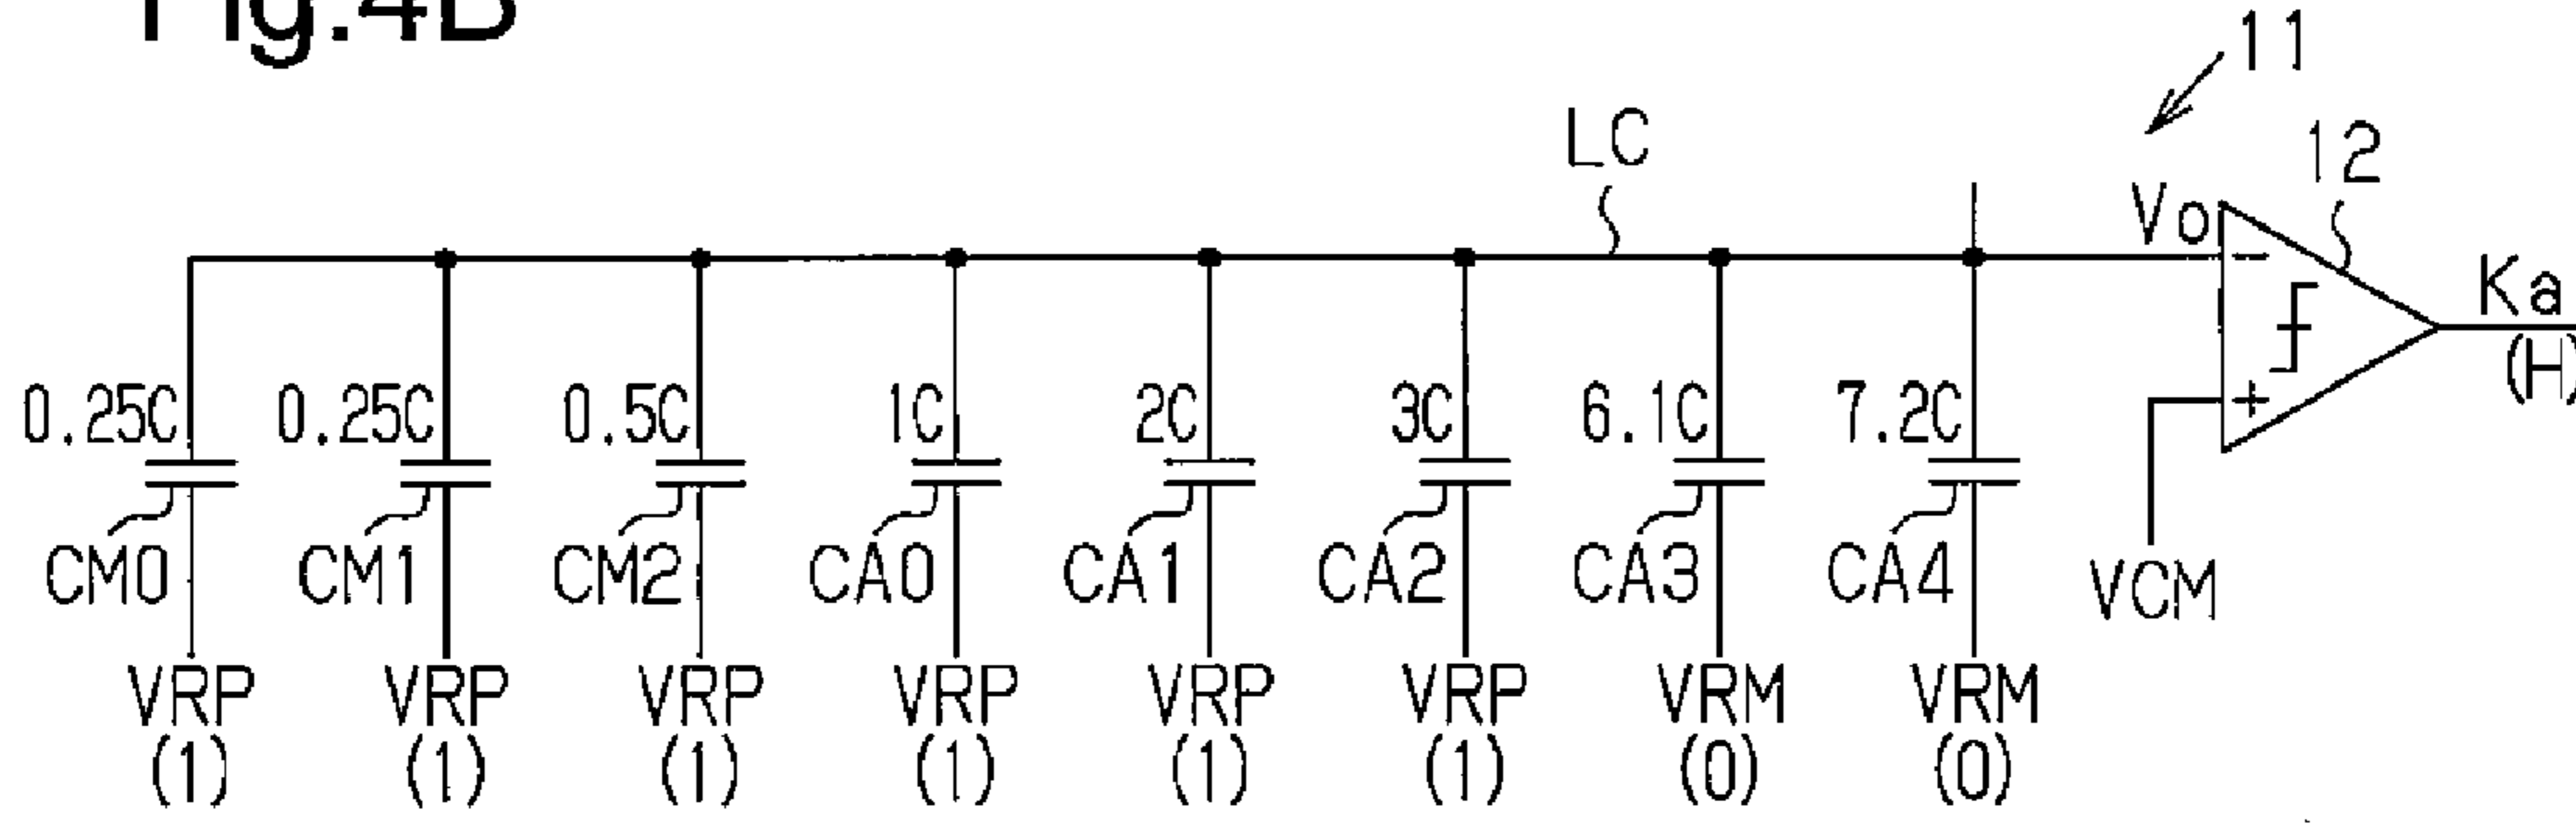 Fig.4B
11
LC
12
Vo
Ka
(H)
0.25C 0.25C 0.5C 1C 2C 3C 6.1C 7.2C
CM0 CM1 CM2 CA0 CA1 CA2 CA3 CA4
VCM
VRP VRP VRP VRP VRP VRP VRM VRM
(1) (1) (1) (1) (1) (1) (0) (0)